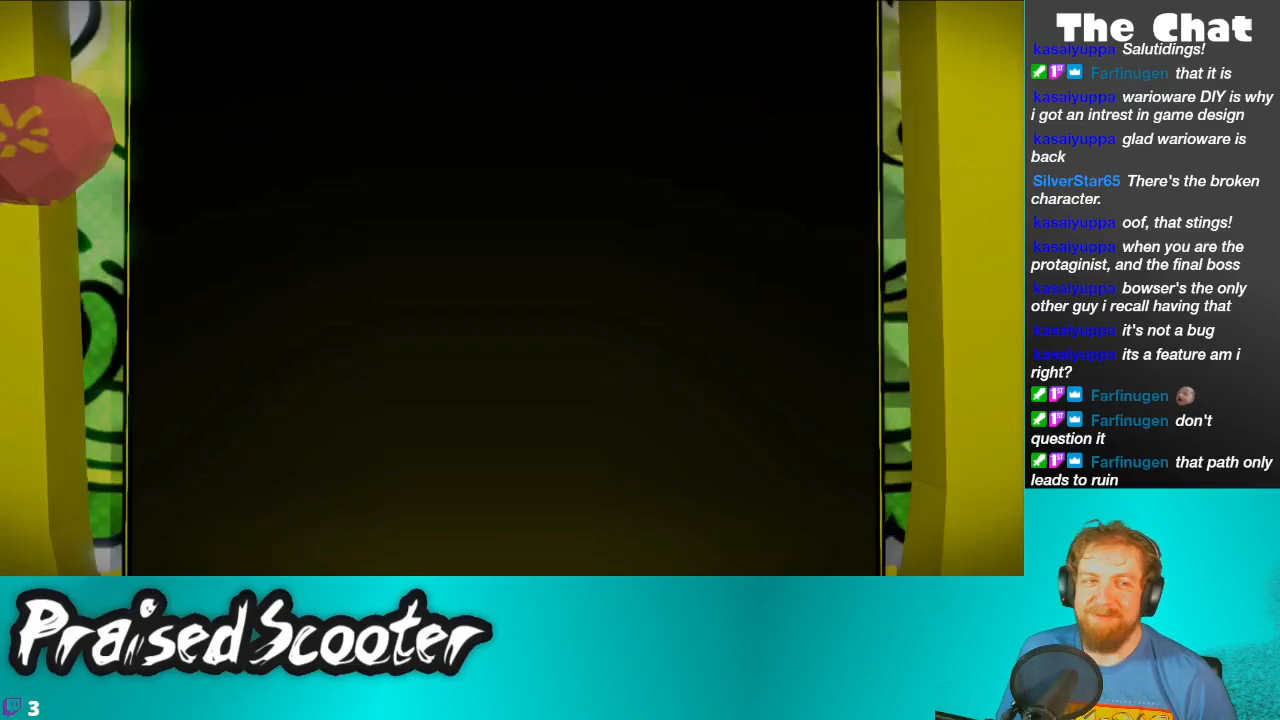 The Chat
kasaiyuppa Salutidings!
Farfinugen that it is
kasaiyuppa warioware DIY is why
i got an intrest in game design
kasaiyuppa glad warioware is
back
SilverStar65 There's the broken
character.
kasaiyuppa oof, that stings!
kasaiyuppa when you are the
protaginist, and the final boss
kasaiyuppa bowser's the only
other guy i recall having that
kasaiyuppa it's not a bug
kasaiyuppa its a feature am i
right?
Farfinugen
Farfinugen don't
question it
Farfinugen that path only
leads to ruin
PraisedScooter
3